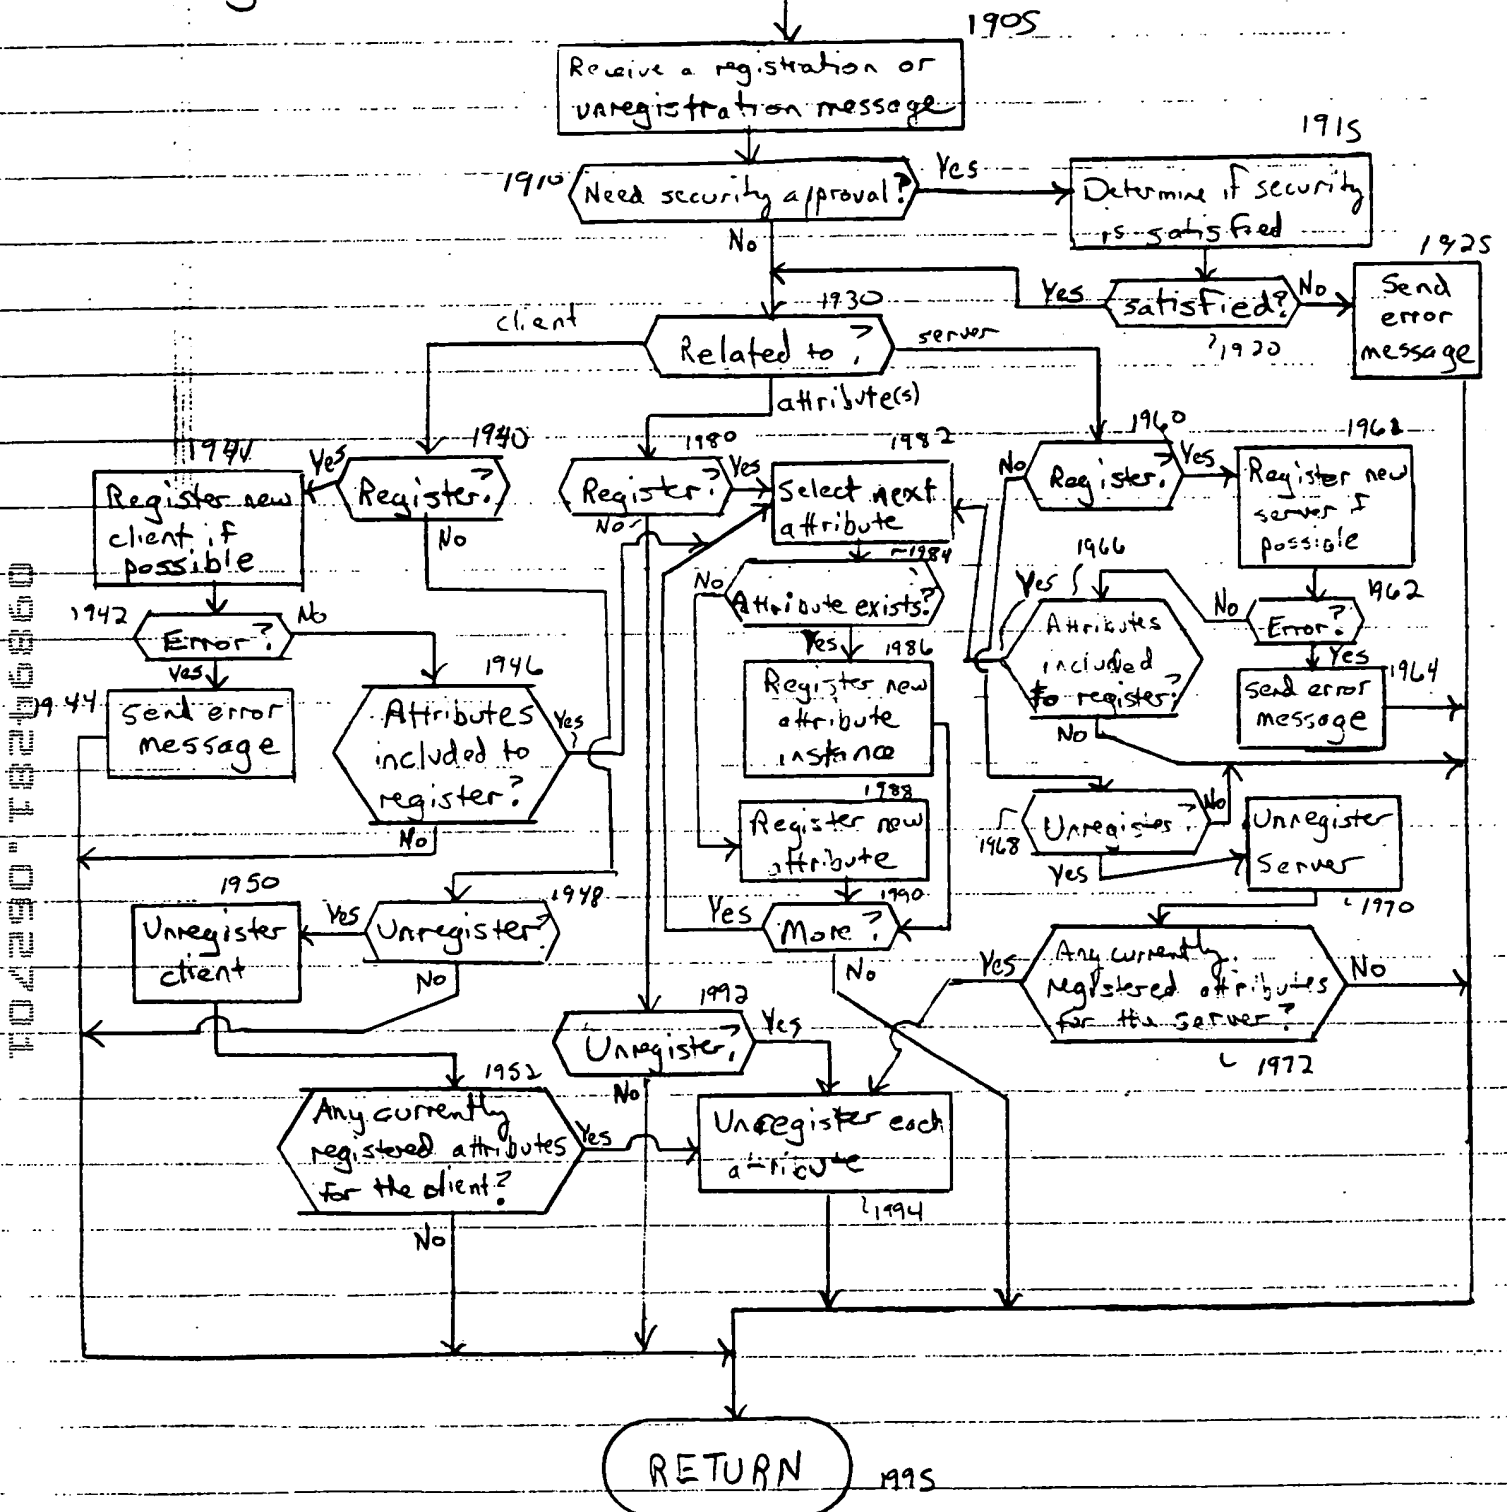 1905
Receive a registration or
unregistration message
1910
Need security approval?
Yes
No
1915
Determine if security
is satisfied
1925
Send
error
message
satisfied?
Yes
No
1920
1930
Related to?
client
server
attribute(s)
1940
Register?
Yes
No
1941
Register new
client if
possible
1942
Error?
No
Yes
1944
Send error
message
1946
Attributes
included to
register?
Yes
No
1948
Unregister?
Yes
No
1950
Unregister
client
1952
Any currently
registered attributes
for the client?
Yes
No
1980
Register?
Yes
No
1982
Select next
attribute
1984
Attribute exists?
No
Yes
1986
Register new
attribute
instance
1988
Register new
attribute
1990
More?
Yes
No
1992
Unregister?
Yes
No
Unregister each
attribute
1994
1960
Register?
No
Yes
1961
Register new
server if
possible
1962
Error?
No
Yes
1964
Send error
message
1966
Attributes
included
to register?
Yes
No
1968
Unregister?
No
Yes
Unregister
Server
1970
Any currently
registered attributes
for the server?
Yes
No
1972
RETURN
1995